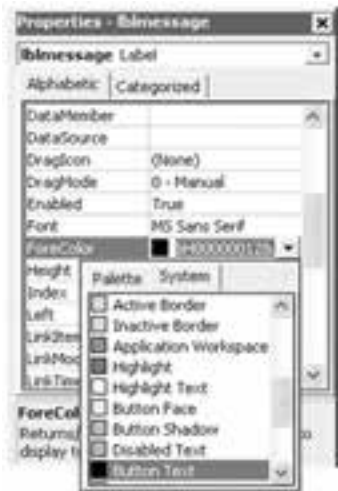 Properties - lblmessage
lblmessage Label
Alphabetic Categorized
DataMember
DataSource
DragIcon (None)
DragMode 0 - Manual
Enabled True
Font MS Sans Serif
ForeColor &H80000012&
Height
Index
Left
Palette System
Active Border
Inactive Border
Application Workspace
Highlight
Highlight Text
Button Face
Button Shadow
Disabled Text
Button Text
ForeCol
Returns/
display t